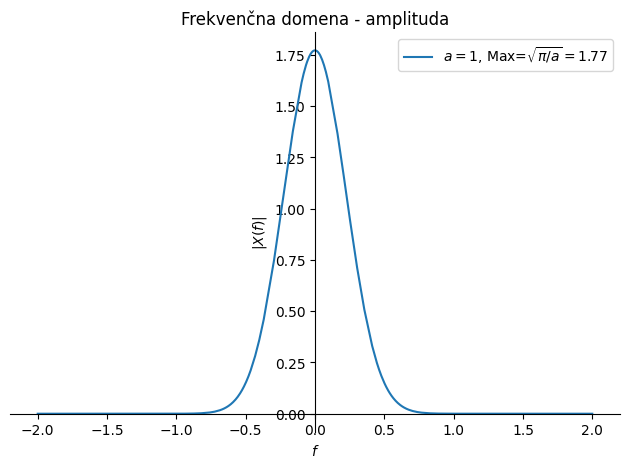 Frekvenčna domena - amplituda
a = 1, Max=√π/a = 1.77
1.75
1.50
1.25
1.00
|X(f)|
0.75
0.50
0.25
0.00
−2.0 −1.5 −1.0 −0.5 0.0 0.5 1.0 1.5 2.0
f